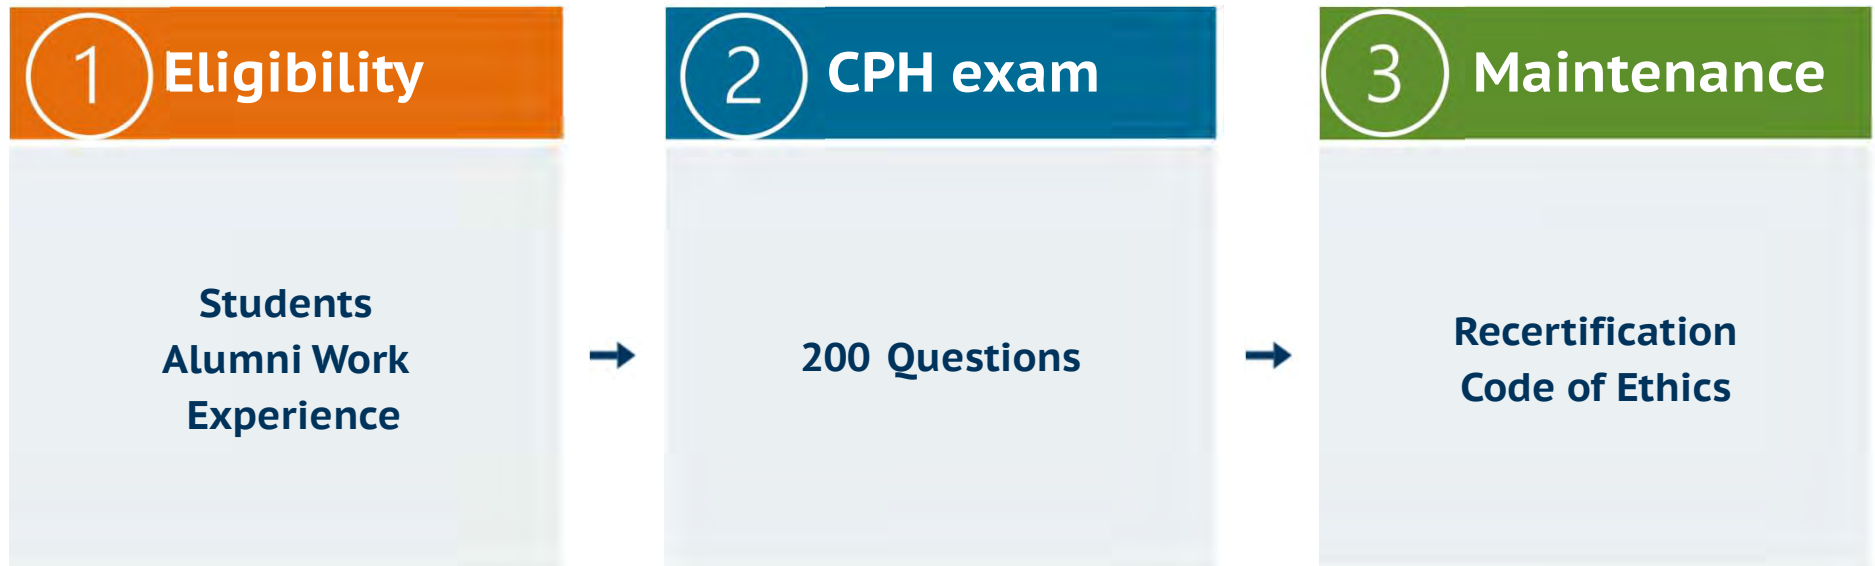 1 Eligibility
Students
Alumni Work
Experience
2 CPH exam
200 Questions
3 Maintenance
Recertification
Code of Ethics